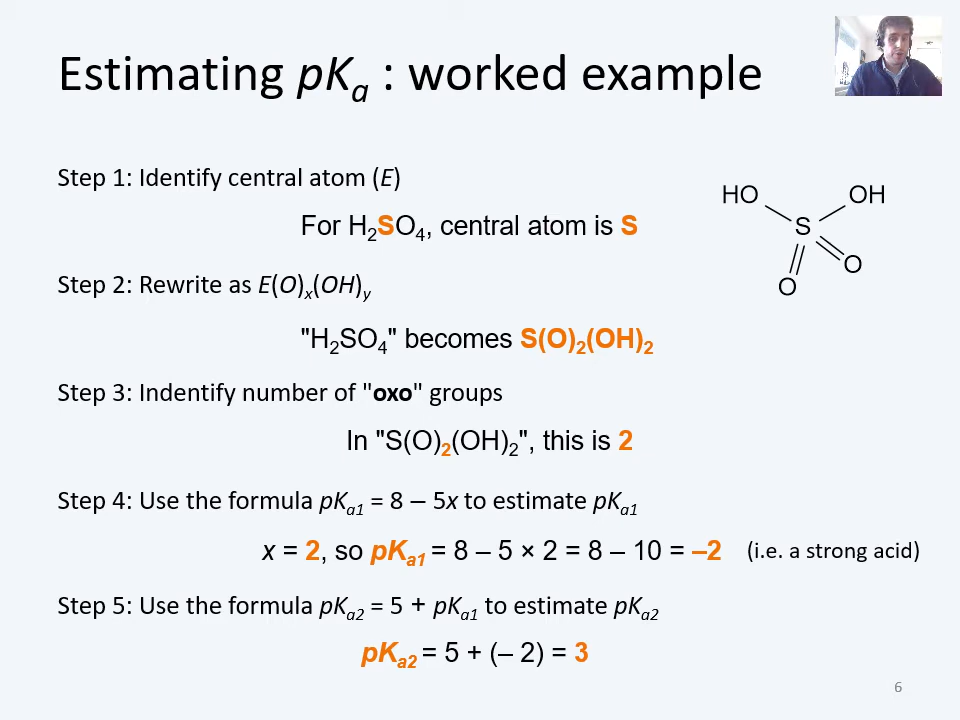 Estimating pKₐ : worked example
Step 1: Identify central atom (E)
For H₂SO₄, central atom is S
HO OH
S
O
O
Step 2: Rewrite as E(O)ₓ(OH)y
"H₂SO₄" becomes S(O)₂(OH)₂
Step 3: Indentify number of "oxo" groups
In "S(O)₂(OH)₂", this is 2
Step 4: Use the formula pKₐ₁ = 8 – 5x to estimate pKₐ₁
x = 2, so pKₐ₁ = 8 – 5 × 2 = 8 – 10 = –2 (i.e. a strong acid)
Step 5: Use the formula pKₐ₂ = 5 + pKₐ₁ to estimate pKₐ₂
pKₐ₂ = 5 + (– 2) = 3
6